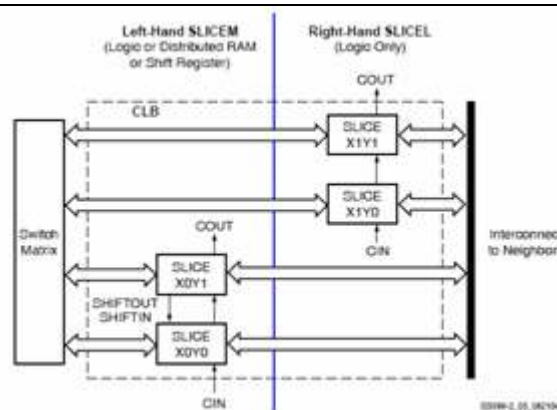 Left-Hand SLICEM
(Logic or Distributed RAM
or Shift Register)
Right-Hand SLICEL
(Logic Only)
COUT
CLB
SLICE
X1Y1
SLICE
X1Y0
Switch
Matrix
COUT
CIN
Interconnect
to Neighbors
SLICE
X0Y1
SHIFTOUT
SHIFTIN
SLICE
X0Y0
CIN